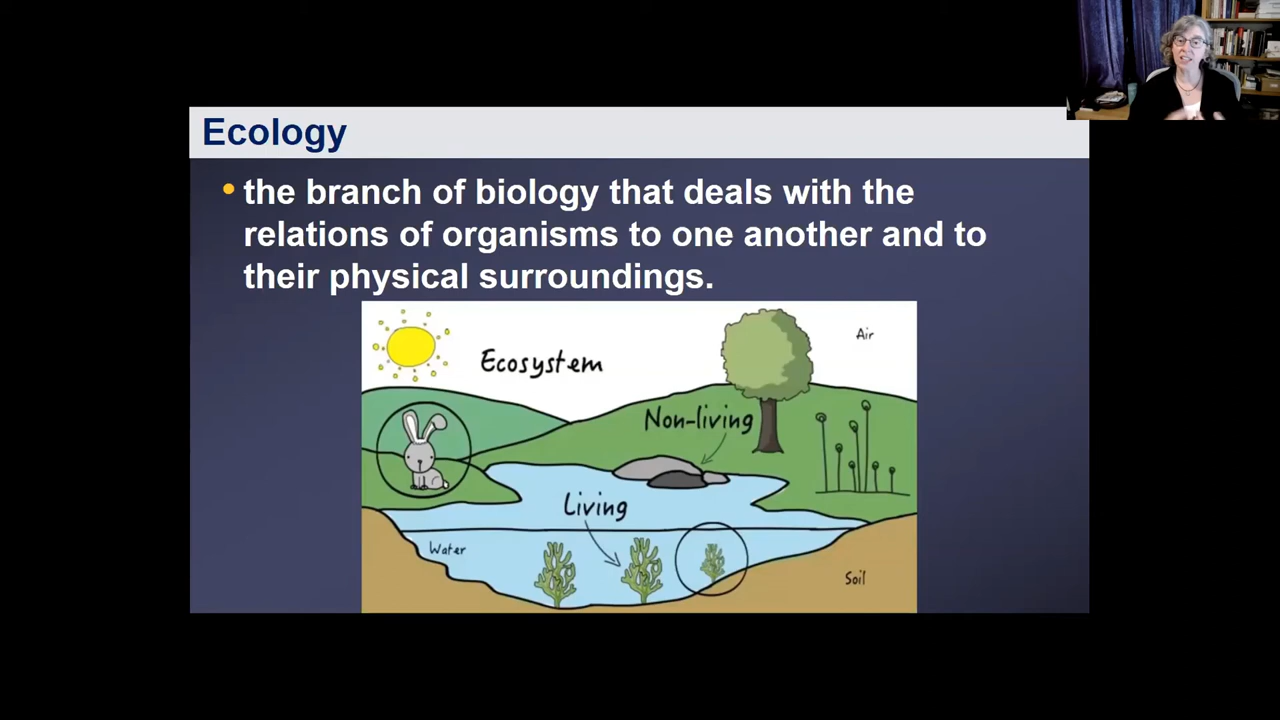 Ecology
• the branch of biology that deals with the
relations of organisms to one another and to
their physical surroundings.
Air
Ecosystem
Non-living
Living
Water
Soil